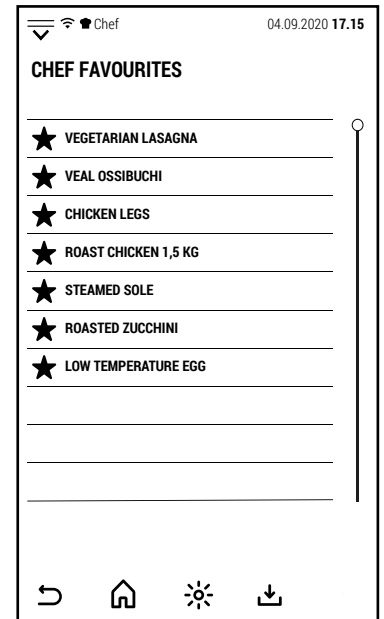 Chef 04.09.2020 17.15
CHEF FAVOURITES
VEGETARIAN LASAGNA
VEAL OSSIBUCHI
CHICKEN LEGS
ROAST CHICKEN 1,5 KG
STEAMED SOLE
ROASTED ZUCCHINI
LOW TEMPERATURE EGG